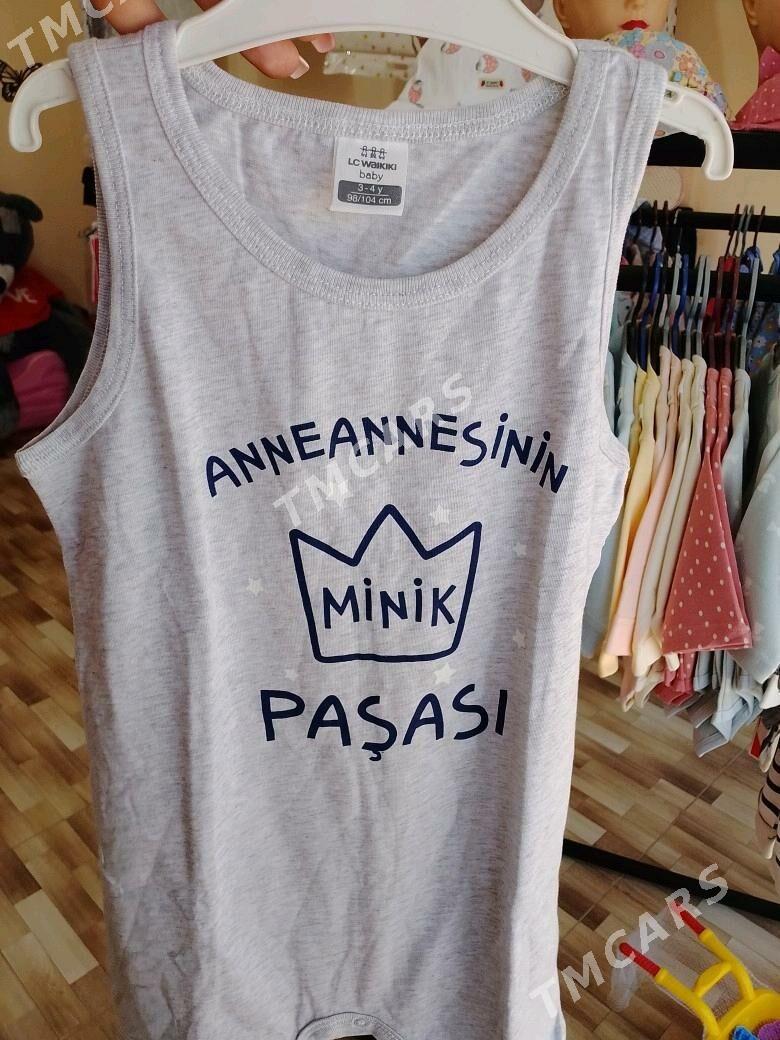 TMCARS
LC WAIKIKI
baby
3-4 y
98/104 cm
ANNEANNESİNİN
TMCARS
MİNİK
PAŞASI
TMCARS